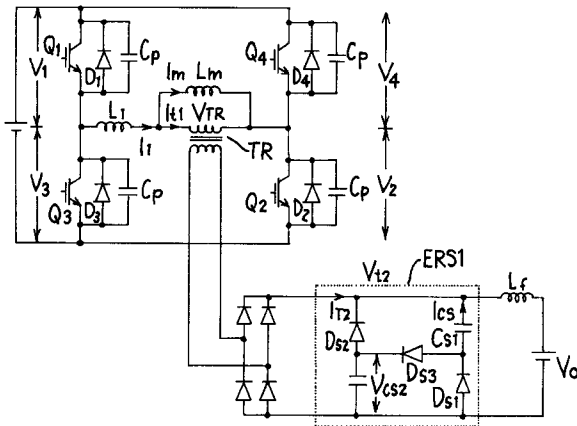 Q1
D1
Cp
Q4
D4
Cp
V1
V4
Im
Lm
L1
It1
VTR
I1
TR
V3
Q3
D3
Cp
Q2
D2
Cp
V2
ERS1
Vt2
IT2
Ics
Lf
Ds2
Cs1
Ds3
Vcs2
Ds1
Vo